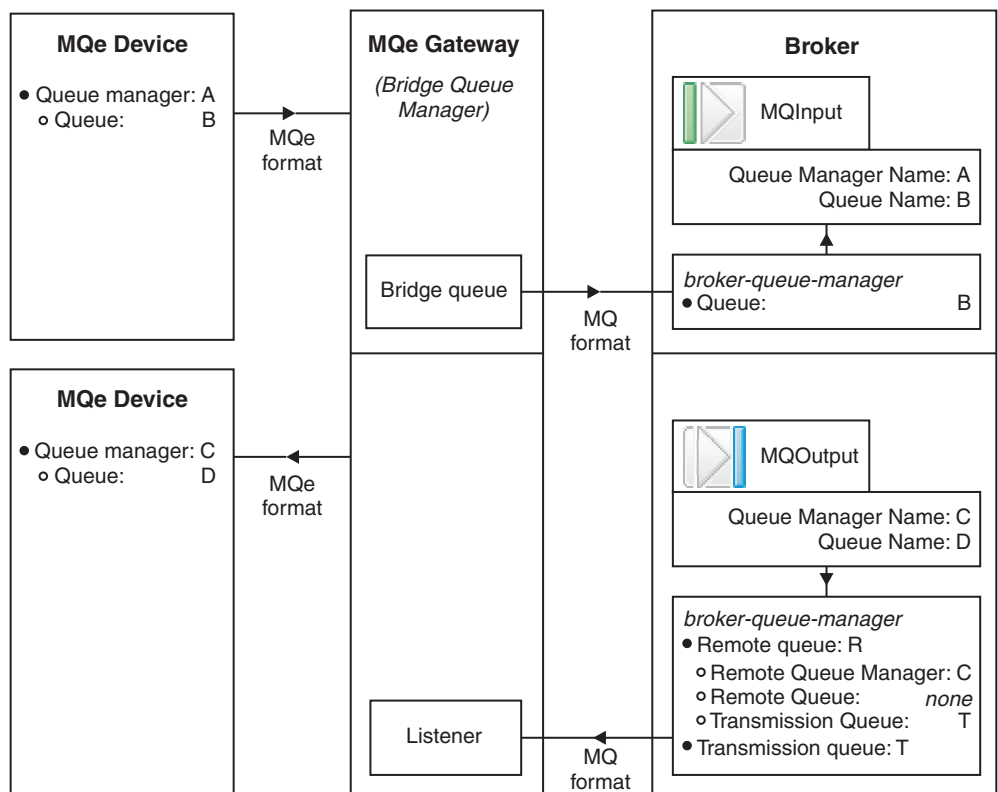 MQe Device
● Queue manager: A
○ Queue: B
MQe
format
MQe Gateway
(Bridge Queue
Manager)
Bridge queue
MQ
format
Broker
MQInput
Queue Manager Name: A
Queue Name: B
broker-queue-manager
● Queue: B
MQe Device
● Queue manager: C
○ Queue: D
MQe
format
Listener
MQ
format
MQOutput
Queue Manager Name: C
Queue Name: D
broker-queue-manager
● Remote queue: R
○ Remote Queue Manager: C
○ Remote Queue: none
○ Transmission Queue: T
● Transmission queue: T